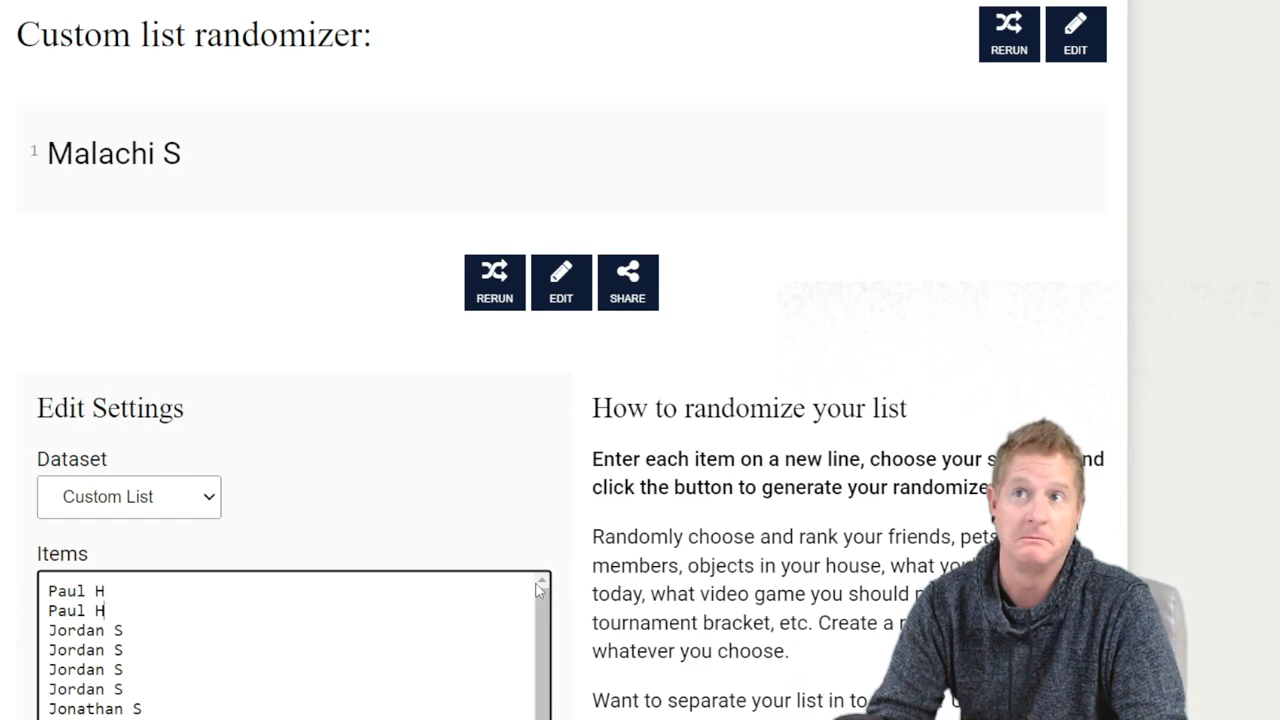 Custom list randomizer:
RERUN
EDIT
1 Malachi S
RERUN
EDIT
SHARE
Edit Settings
Dataset
Custom List
Items
Paul H
Paul H
Jordan S
Jordan S
Jordan S
Jordan S
Jonathan S
How to randomize your list
Enter each item on a new line, choose your s nd
click the button to generate your randomize
Randomly choose and rank your friends, pets
members, objects in your house, what yo
today, what video game you should
tournament bracket, etc. Create a
whatever you choose.
Want to separate your list in to